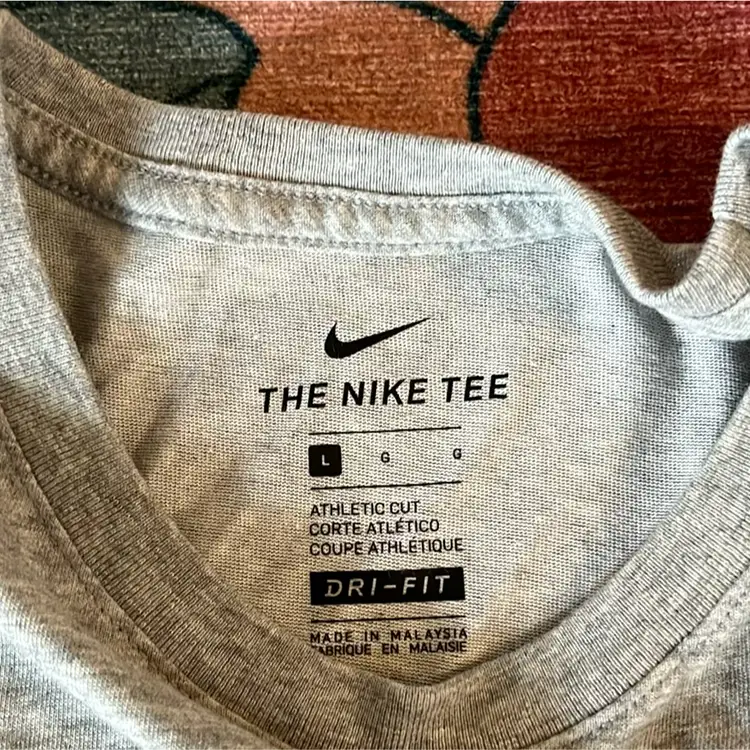 THE NIKE TEE
L G G
ATHLETIC CUT
CORTE ATLÉTICO
COUPE ATHLÉTIQUE
DRI-FIT
MADE IN MALAYSIA
FABRIQUE EN MALAISIE